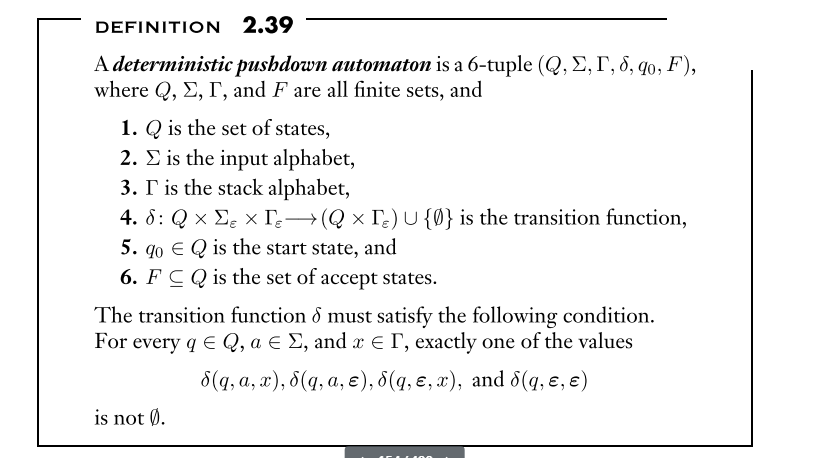 DEFINITION 2.39
A deterministic pushdown automaton is a 6-tuple (Q, Σ, Γ, δ, q₀, F),
where Q, Σ, Γ, and F are all finite sets, and
1. Q is the set of states,
2. Σ is the input alphabet,
3. Γ is the stack alphabet,
4. δ: Q × Σ_ε × Γ_ε ⟶ (Q × Γ_ε) ∪ {∅} is the transition function,
5. q₀ ∈ Q is the start state, and
6. F ⊆ Q is the set of accept states.
The transition function δ must satisfy the following condition.
For every q ∈ Q, a ∈ Σ, and x ∈ Γ, exactly one of the values
δ(q, a, x), δ(q, a, ε), δ(q, ε, x), and δ(q, ε, ε)
is not ∅.